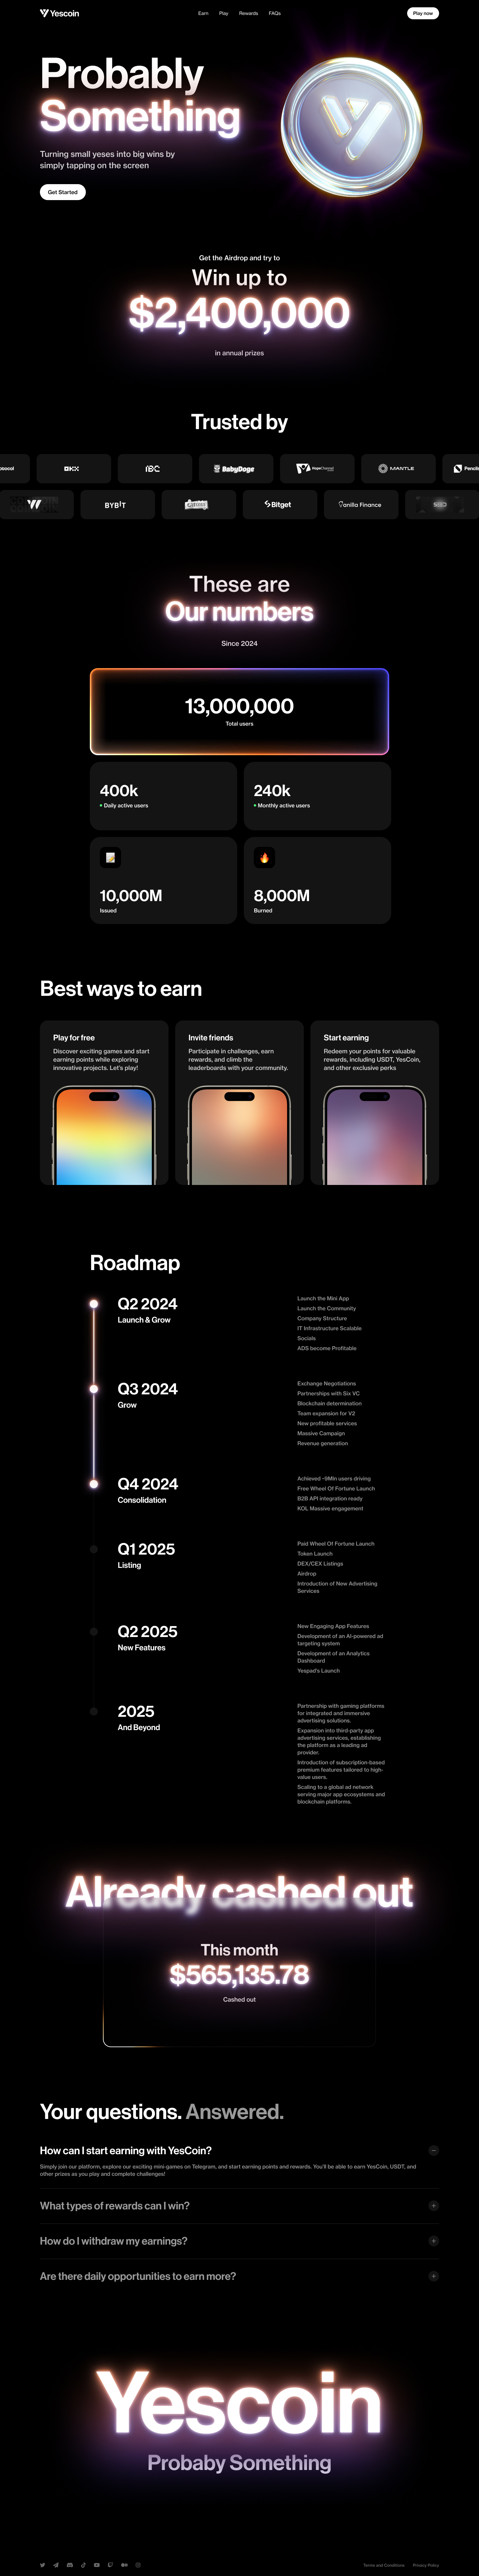 Yescoin
Earn
Play
Rewards
FAQs
Play now
Probably
Something
Turning small yeses into big wins by
simply tapping on the screen
Get Started
Get the Airdrop and try to
Win up to
$2,400,000
in annual prizes
Trusted by
OKX
BabyDoge
MANTLE
BYBIT
Bitget
Vanilla Finance
These are
Our numbers
Since 2024
13,000,000
Total users
400k
Daily active users
240k
Monthly active users
10,000M
Issued
8,000M
Burned
Best ways to earn
Play for free
Discover exciting games and start
earning points while exploring
innovative projects. Let's play!
Invite friends
Participate in challenges, earn
rewards, and climb the
leaderboards with your community.
Start earning
Redeem your points for valuable
rewards, including USDT, YesCoin,
and other exclusive perks
Roadmap
Q2 2024
Launch & Grow
Launch the Mini App
Launch the Community
Company Structure
IT Infrastructure Scalable
Socials
ADS become Profitable
Q3 2024
Grow
Exchange Negotiations
Partnerships with Six VC
Blockchain determination
Team expansion for V2
New profitable services
Massive Campaign
Revenue generation
Q4 2024
Consolidation
Achieved ~9Mln users driving
Free Wheel Of Fortune Launch
B2B API integration ready
KOL Massive engagement
Q1 2025
Listing
Paid Wheel Of Fortune Launch
Token Launch
DEX/CEX Listings
Airdrop
Introduction of New Advertising
Services
Q2 2025
New Features
New Engaging App Features
Development of an AI-powered ad
targeting system
Development of an Analytics
Dashboard
Yespad's Launch
2025
And Beyond
Partnership with gaming platforms
for integrated and immersive
advertising solutions.
Expansion into third-party app
advertising services, establishing
the platform as a leading ad
provider.
Introduction of subscription-based
premium features tailored to high-
value users.
Scaling to a global ad network
serving major app ecosystems and
blockchain platforms.
Already cashed out
This month
$565,135.78
Cashed out
Your questions. Answered.
How can I start earning with YesCoin?
Simply join our platform, explore our exciting mini-games on Telegram, and start earning points and rewards. You'll be able to earn YesCoin, USDT, and
other prizes as you play and complete challenges!
What types of rewards can I win?
How do I withdraw my earnings?
Are there daily opportunities to earn more?
Yescoin
Probaby Something
Terms and Conditions
Privacy Policy